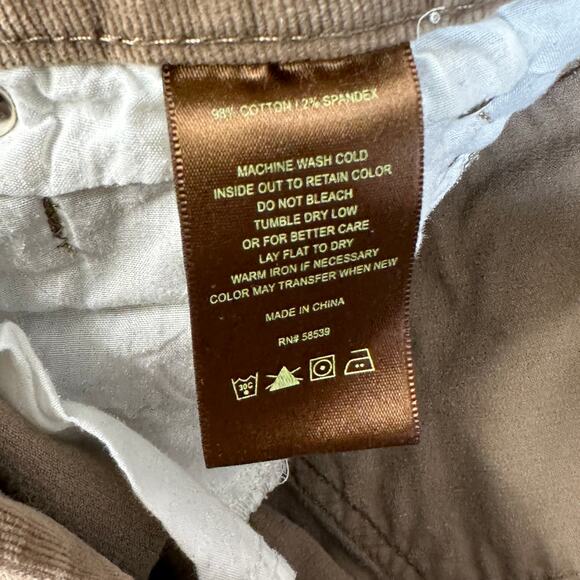 98% COTTON / 2% SPANDEX
MACHINE WASH COLD
INSIDE OUT TO RETAIN COLOR
DO NOT BLEACH
TUMBLE DRY LOW
OR FOR BETTER CARE
LAY FLAT TO DRY
WARM IRON IF NECESSARY
COLOR MAY TRANSFER WHEN NEW
MADE IN CHINA
RN# 58539
30C